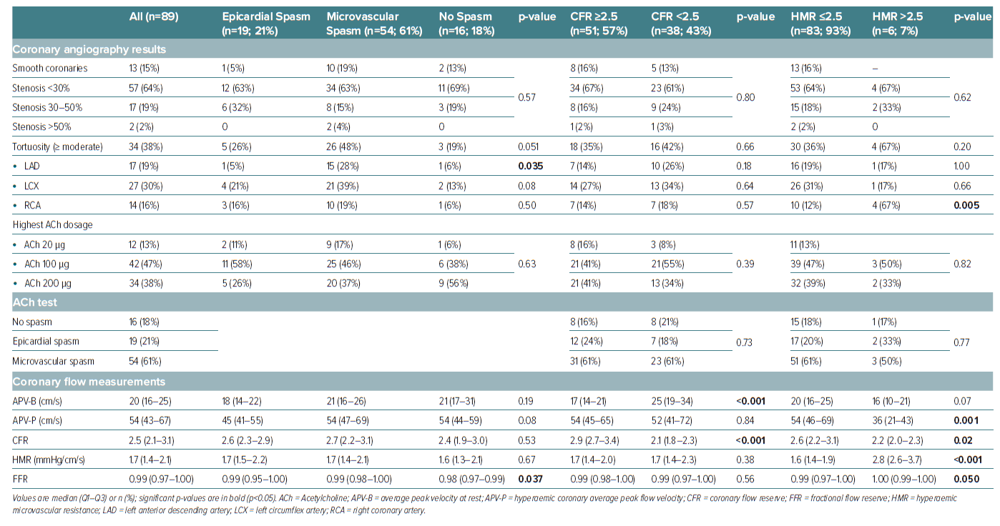 All (n=89) Epicardial Spasm (n=19; 21%) Microvascular Spasm (n=54; 61%) No Spasm (n=16; 18%) p-value CFR ≥2.5 (n=51; 57%) CFR <2.5 (n=38; 43%) p-value HMR ≤2.5 (n=83; 93%) HMR >2.5 (n=6; 7%) p-value
Coronary angiography results
Smooth coronaries 13 (15%) 1 (5%) 10 (19%) 2 (13%) 8 (16%) 5 (13%) 13 (16%) –
Stenosis <30% 57 (64%) 12 (63%) 34 (63%) 11 (69%) 0.57 34 (67%) 23 (61%) 0.80 53 (64%) 4 (67%) 0.62
Stenosis 30–50% 17 (19%) 6 (32%) 8 (15%) 3 (19%) 8 (16%) 9 (24%) 15 (18%) 2 (33%)
Stenosis >50% 2 (2%) 0 2 (4%) 0 1 (2%) 1 (3%) 2 (2%) 0
Tortuosity (≥ moderate) 34 (38%) 5 (26%) 26 (48%) 3 (19%) 0.051 18 (35%) 16 (42%) 0.66 30 (36%) 4 (67%) 0.20
• LAD 17 (19%) 1 (5%) 15 (28%) 1 (6%) 0.035 7 (14%) 10 (26%) 0.18 16 (19%) 1 (17%) 1.00
• LCX 27 (30%) 4 (21%) 21 (39%) 2 (13%) 0.08 14 (27%) 13 (34%) 0.64 26 (31%) 1 (17%) 0.66
• RCA 14 (16%) 3 (16%) 10 (19%) 1 (6%) 0.50 7 (14%) 7 (18%) 0.57 10 (12%) 4 (67%) 0.005
Highest ACh dosage
• ACh 20 µg 12 (13%) 2 (11%) 9 (17%) 1 (6%) 8 (16%) 3 (8%) 11 (13%)
• ACh 100 µg 42 (47%) 11 (58%) 25 (46%) 6 (38%) 0.63 21 (41%) 21 (55%) 0.39 39 (47%) 3 (50%) 0.82
• ACh 200 µg 34 (38%) 5 (26%) 20 (37%) 9 (56%) 21 (41%) 13 (34%) 32 (39%) 2 (33%)
ACh test
No spasm 16 (18%) 8 (16%) 8 (21%) 15 (18%) 1 (17%)
Epicardial spasm 19 (21%) 12 (24%) 7 (18%) 0.73 17 (20%) 2 (33%) 0.77
Microvascular spasm 54 (61%) 31 (61%) 23 (61%) 51 (61%) 3 (50%)
Coronary flow measurements
APV-B (cm/s) 20 (16–25) 18 (14–22) 21 (16–26) 21 (17–31) 0.19 17 (14–21) 25 (19–34) <0.001 20 (16–25) 16 (10–21) 0.07
APV-P (cm/s) 54 (43–67) 45 (41–55) 54 (47–69) 54 (44–59) 0.08 54 (45–65) 52 (41–72) 0.84 54 (46–69) 36 (21–43) 0.001
CFR 2.5 (2.1–3.1) 2.6 (2.3–2.9) 2.7 (2.2–3.1) 2.4 (1.9–3.0) 0.53 2.9 (2.7–3.4) 2.1 (1.8–2.3) <0.001 2.6 (2.2–3.1) 2.2 (2.0–2.3) 0.02
HMR (mmHg/cm/s) 1.7 (1.4–2.1) 1.7 (1.5–2.2) 1.7 (1.4–2.1) 1.6 (1.3–2.1) 0.67 1.7 (1.4–2.0) 1.7 (1.4–2.3) 0.38 1.6 (1.4–1.9) 2.8 (2.6–3.7) <0.001
FFR 0.99 (0.97–1.00) 0.99 (0.95–1.00) 0.99 (0.98–1.00) 0.98 (0.97–0.99) 0.037 0.99 (0.98–1.00) 0.99 (0.97–1.00) 0.56 0.99 (0.97–1.00) 1.00 (0.99–1.00) 0.050
Values are median (Q1–Q3) or n (%); significant p-values are in bold (p<0.05). ACh = Acetylcholine; APV-B = average peak velocity at rest; APV-P = hyperaemic coronary average peak flow velocity; CFR = coronary flow reserve; FFR = fractional flow reserve; HMR = hyperaemic
microvascular resistance; LAD = left anterior descending artery; LCX = left circumflex artery; RCA = right coronary artery.